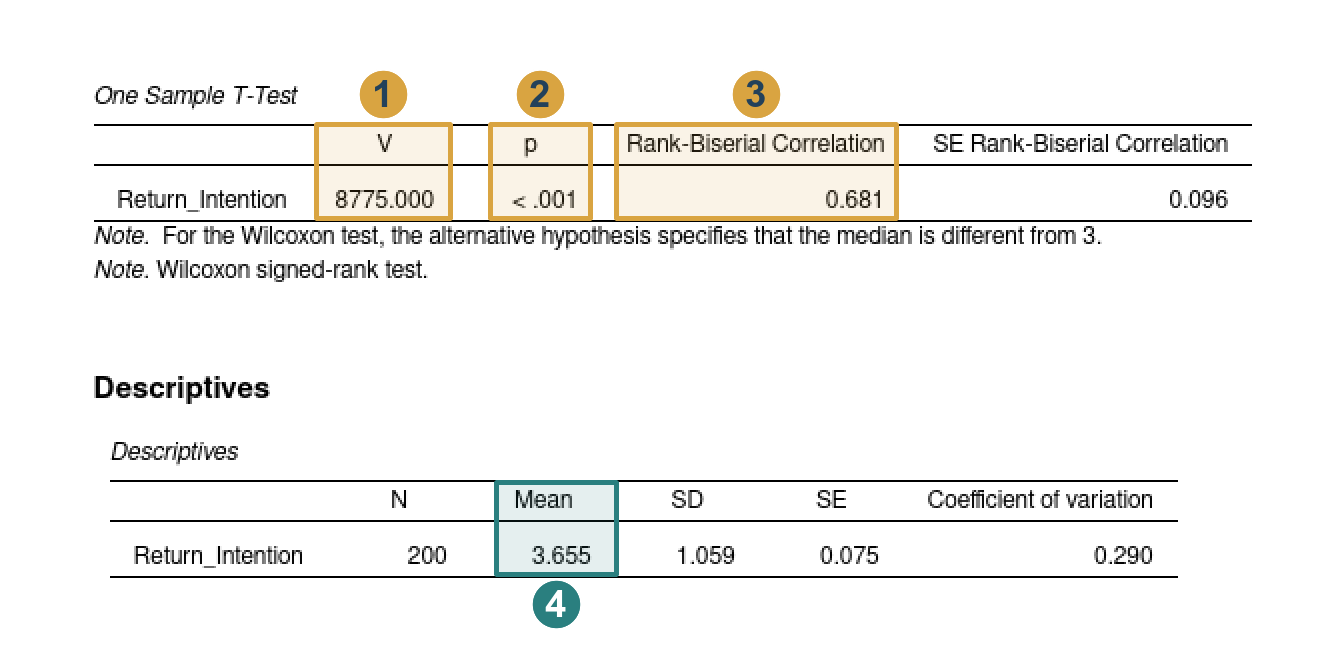 One Sample T-Test 1 2 3
V p Rank-Biserial Correlation SE Rank-Biserial Correlation
Return_Intention 8775.000 < .001 0.681 0.096
Note. For the Wilcoxon test, the alternative hypothesis specifies that the median is different from 3.
Note. Wilcoxon signed-rank test.
Descriptives
Descriptives
N Mean SD SE Coefficient of variation
Return_Intention 200 3.655 1.059 0.075 0.290
4